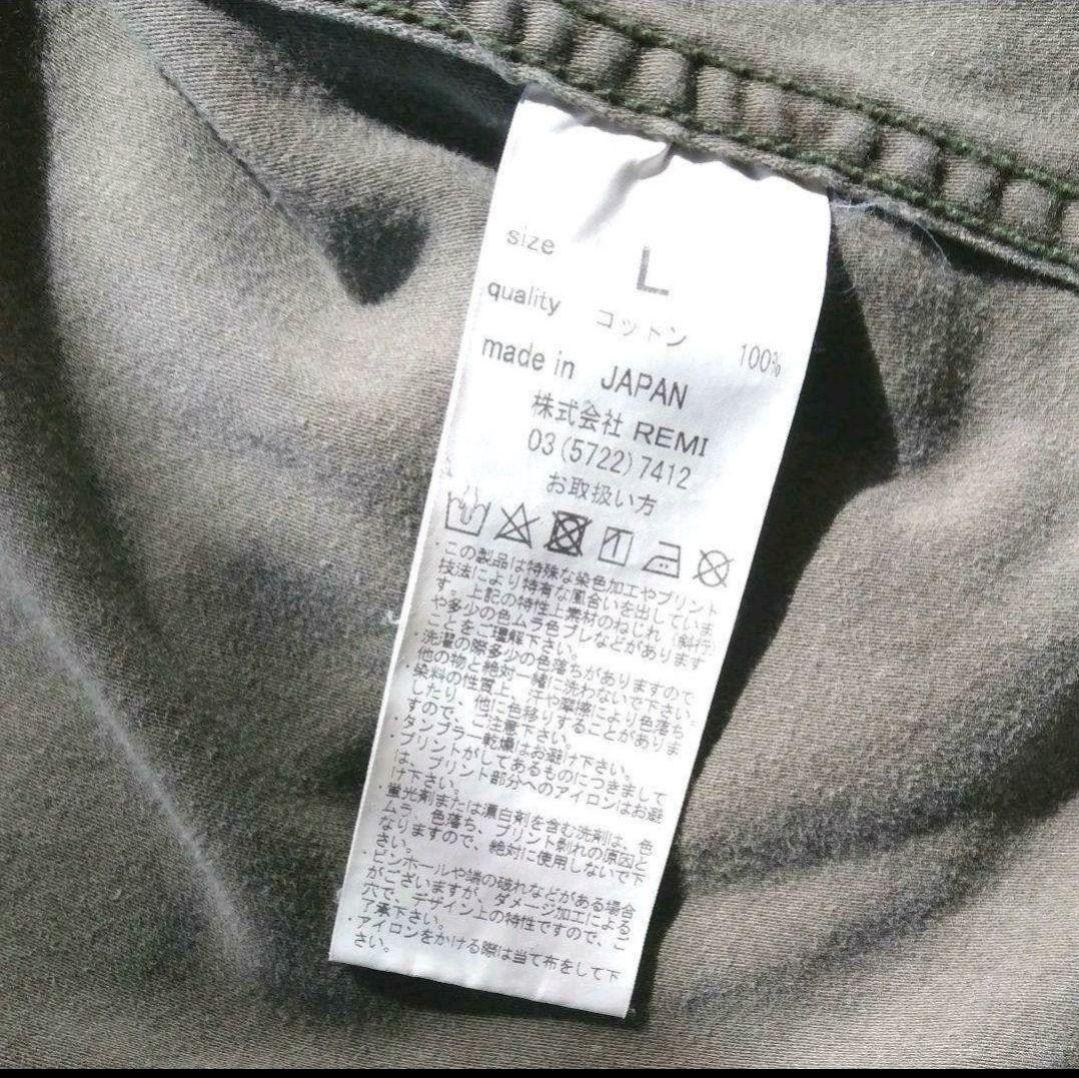 size L
quality コットン 100%
made in JAPAN
株式会社 REMI
03(5722)7412
お取扱い方
・この製品は特殊な染色加工やプリント
技法により特有な風合いを出していま
す。上記の特性上素材のねじれ（斜行）
や多少の色ムラ色ブレなどがあります
ことをご理解下さい。
・洗濯の際多少の色落ちがありますので
他の物と絶対一緒に洗わないで下さい。
・染料の性質上、汗や摩擦により色落ち
したり、他に色移りすることがありま
すので、ご注意下さい。
・タンブラー乾燥はお避け下さい。
・プリントがしてあるものにつきまして
は、プリント部分へのアイロンはお避
け下さい。
・蛍光剤または漂白剤を含む洗剤は、色
ムラ、色落ち、プリント剥れの原因と
なりますので、絶対に使用しないで下
さい。
・ピンホールや端の破れなどがある場合
がございますが、ダメージ加工による
穴で、デザイン上の特性ですので、ご
了承下さい。
・アイロンをかける際は当て布をして下
さい。